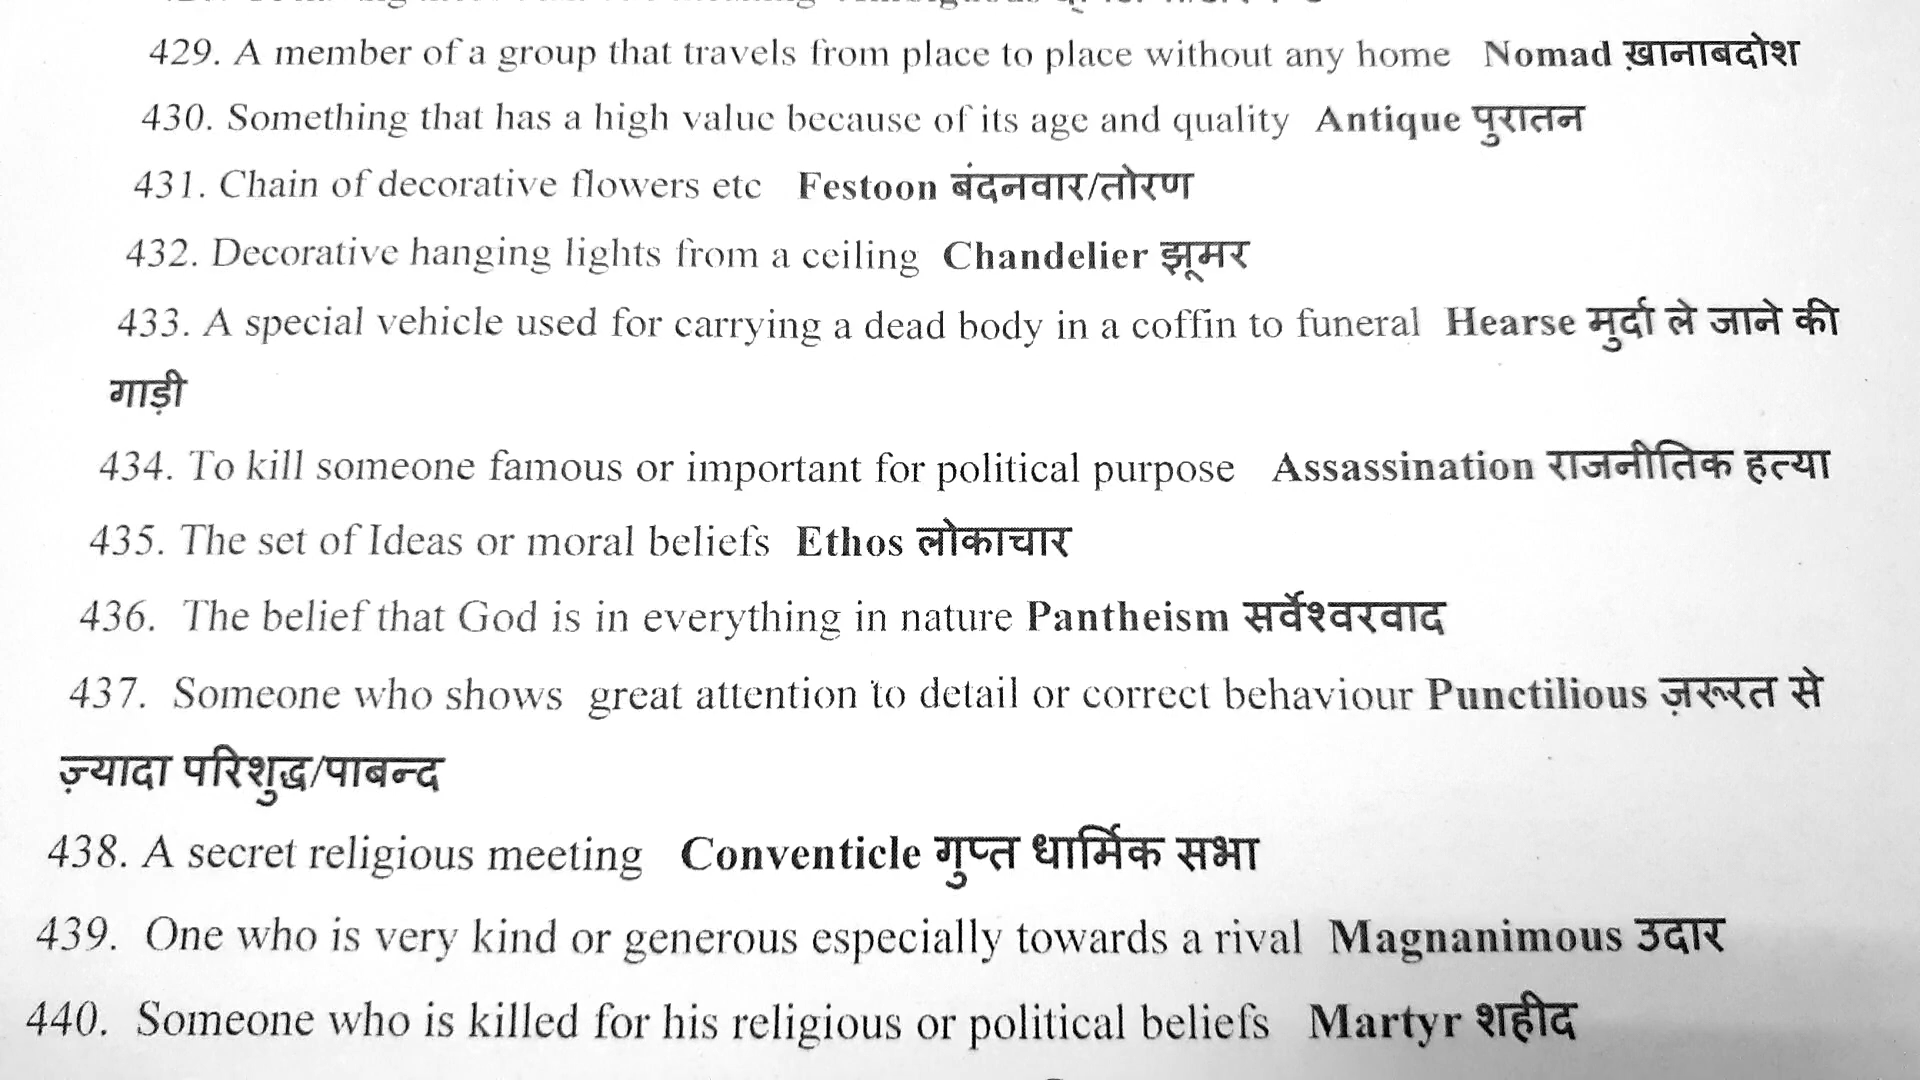 429. A member of a group that travels from place to place without any home Nomad ख़ानाबदोश
430. Something that has a high value because of its age and quality Antique पुरातन
431. Chain of decorative flowers etc Festoon बंदनवार/तोरण
432. Decorative hanging lights from a ceiling Chandelier झूमर
433. A special vehicle used for carrying a dead body in a coffin to funeral Hearse मुर्दा ले जाने की
गाड़ी
434. To kill someone famous or important for political purpose Assassination राजनीतिक हत्या
435. The set of Ideas or moral beliefs Ethos लोकाचार
436. The belief that God is in everything in nature Pantheism सर्वेश्वरवाद
437. Someone who shows great attention to detail or correct behaviour Punctilious ज़रूरत से
ज़्यादा परिशुद्ध/पाबन्द
438. A secret religious meeting Conventicle गुप्त धार्मिक सभा
439. One who is very kind or generous especially towards a rival Magnanimous उदार
440. Someone who is killed for his religious or political beliefs Martyr शहीद